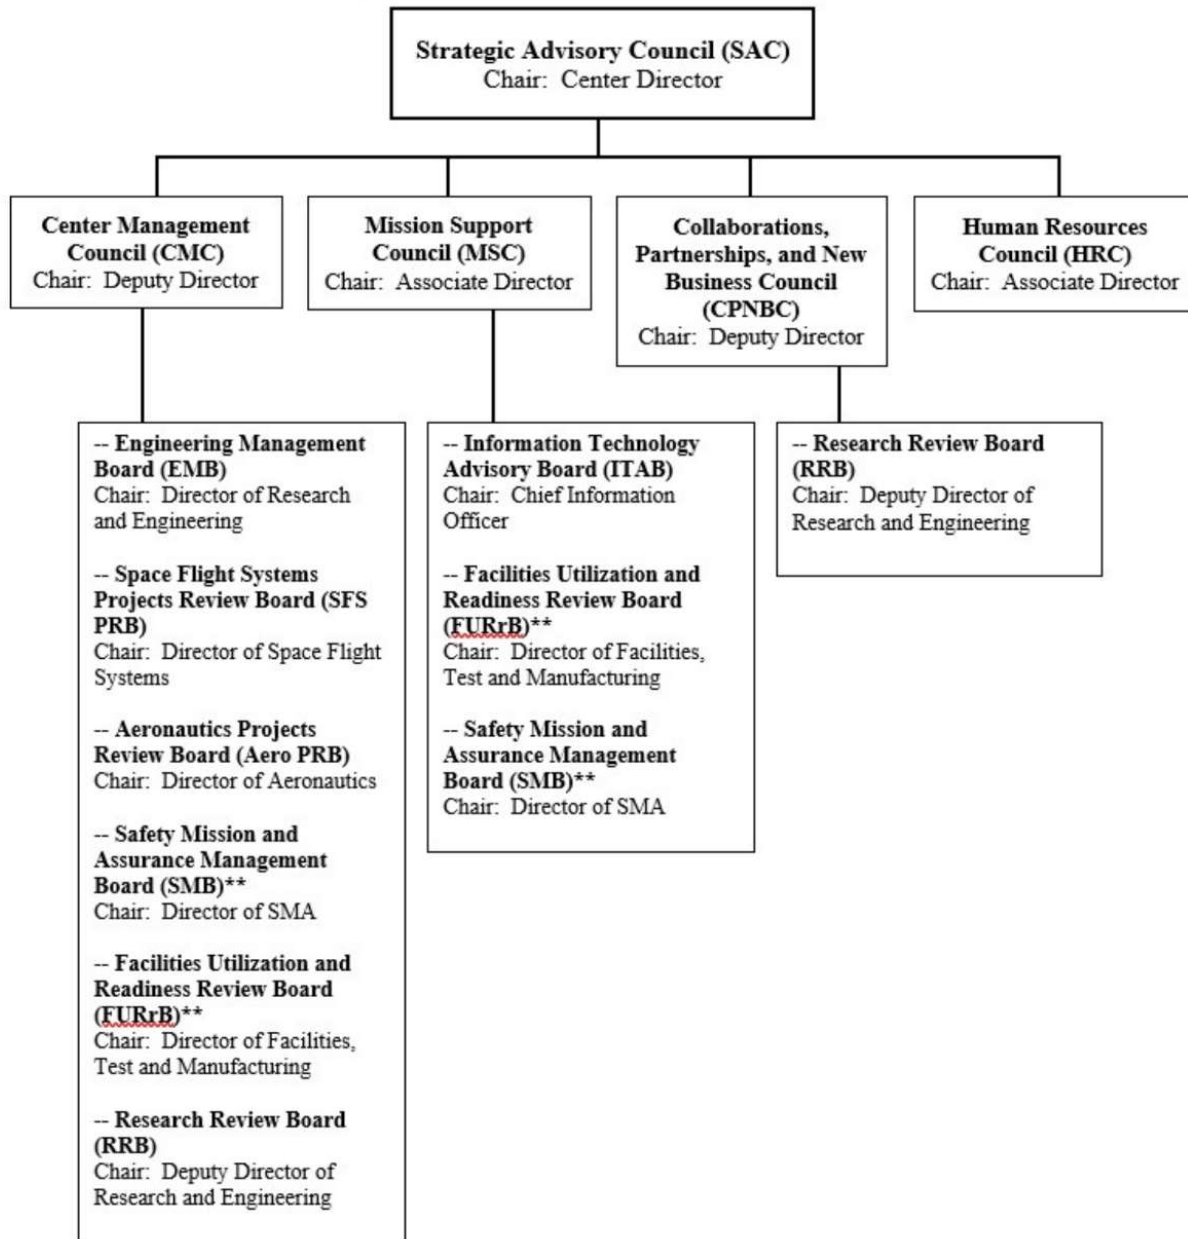 Strategic Advisory Council (SAC)
Chair: Center Director
Center Management
Council (CMC)
Chair: Deputy Director
Mission Support
Council (MSC)
Chair: Associate Director
Collaborations,
Partnerships, and New
Business Council
(CPNBC)
Chair: Deputy Director
Human Resources
Council (HRC)
Chair: Associate Director
-- Engineering Management
Board (EMB)
Chair: Director of Research
and Engineering
-- Space Flight Systems
Projects Review Board (SFS
PRB)
Chair: Director of Space Flight
Systems
-- Aeronautics Projects
Review Board (Aero PRB)
Chair: Director of Aeronautics
-- Safety Mission and
Assurance Management
Board (SMB)**
Chair: Director of SMA
-- Facilities Utilization and
Readiness Review Board
(FURrB)**
Chair: Director of Facilities,
Test and Manufacturing
-- Research Review Board
(RRB)
Chair: Deputy Director of
Research and Engineering
-- Information Technology
Advisory Board (ITAB)
Chair: Chief Information
Officer
-- Facilities Utilization and
Readiness Review Board
(FURrB)**
Chair: Director of Facilities,
Test and Manufacturing
-- Safety Mission and
Assurance Management
Board (SMB)**
Chair: Director of SMA
-- Research Review Board
(RRB)
Chair: Deputy Director of
Research and Engineering